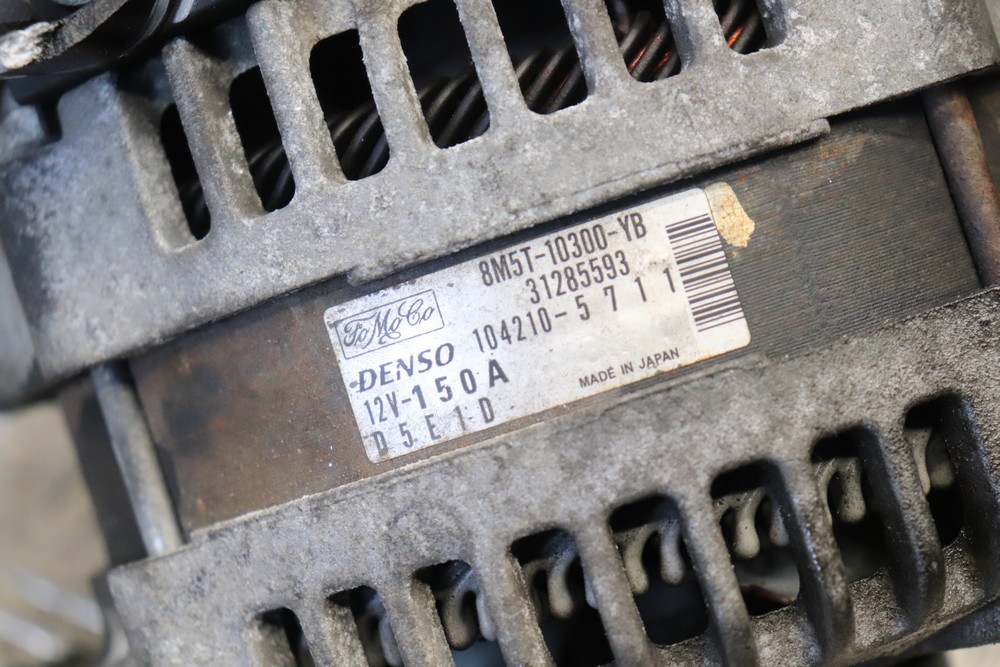 8M5T-10300-YB
31285593
FoMoCo
104210-5711
DENSO
12V-150A
MADE IN JAPAN
D5E1D